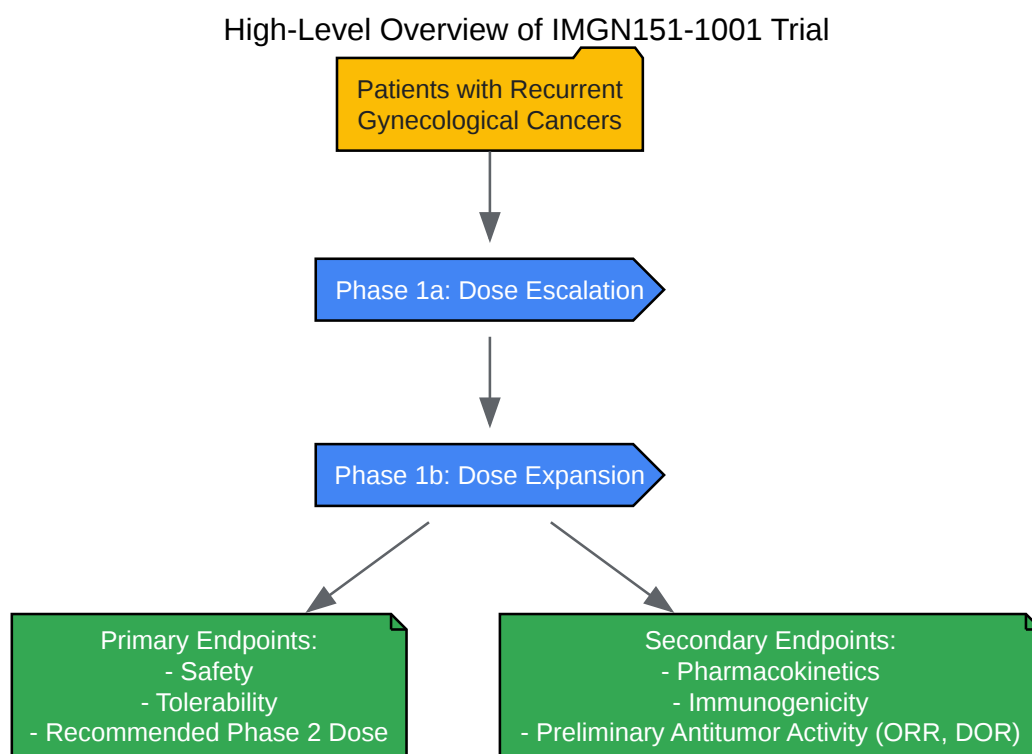 High-Level Overview of IMGN151-1001 Trial
Patients with Recurrent
Gynecological Cancers
Phase 1a: Dose Escalation
Phase 1b: Dose Expansion
Primary Endpoints:
- Safety
- Tolerability
- Recommended Phase 2 Dose
Secondary Endpoints:
- Pharmacokinetics
- Immunogenicity
- Preliminary Antitumor Activity (ORR, DOR)